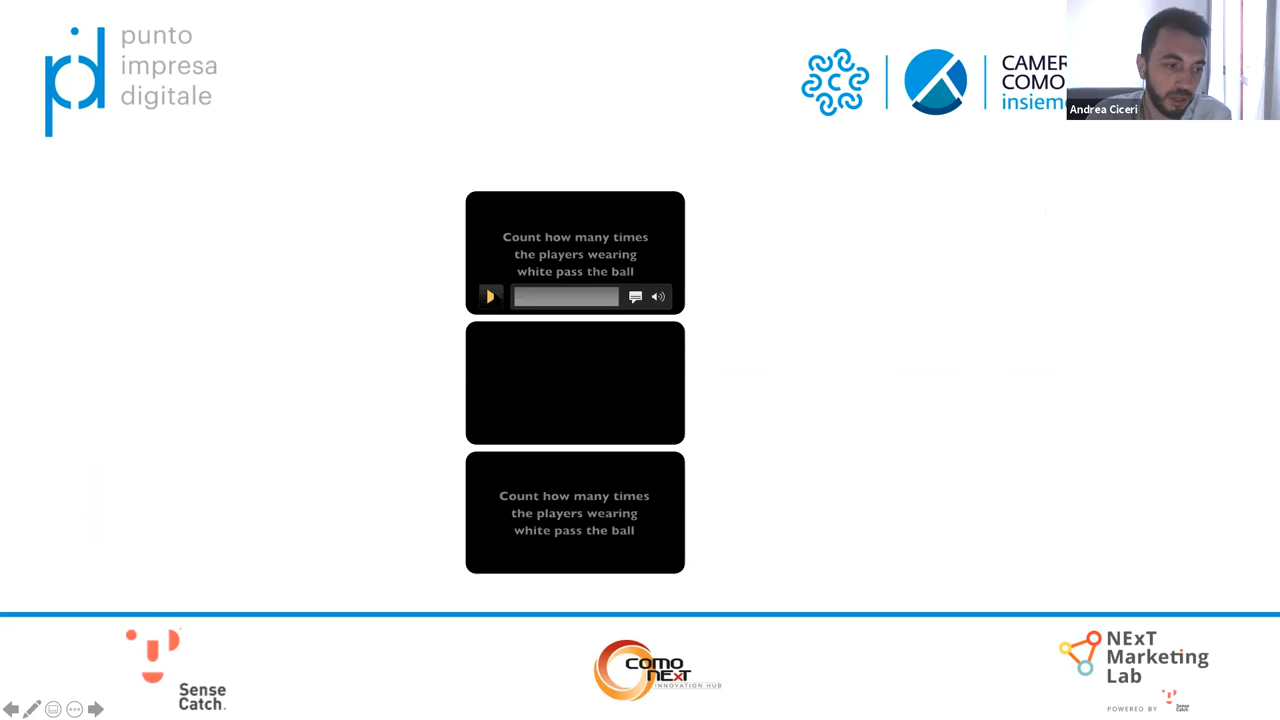 punto
impresa
digitale
C
CAMER
COMO
insiem
Andrea Ciceri
Count how many times
the players wearing
white pass the ball
Count how many times
the players wearing
white pass the ball
Sense
Catch.
COMO
NExT
INNOVATION HUB
NExT
Marketing
Lab
POWERED BY
Sense
Catch